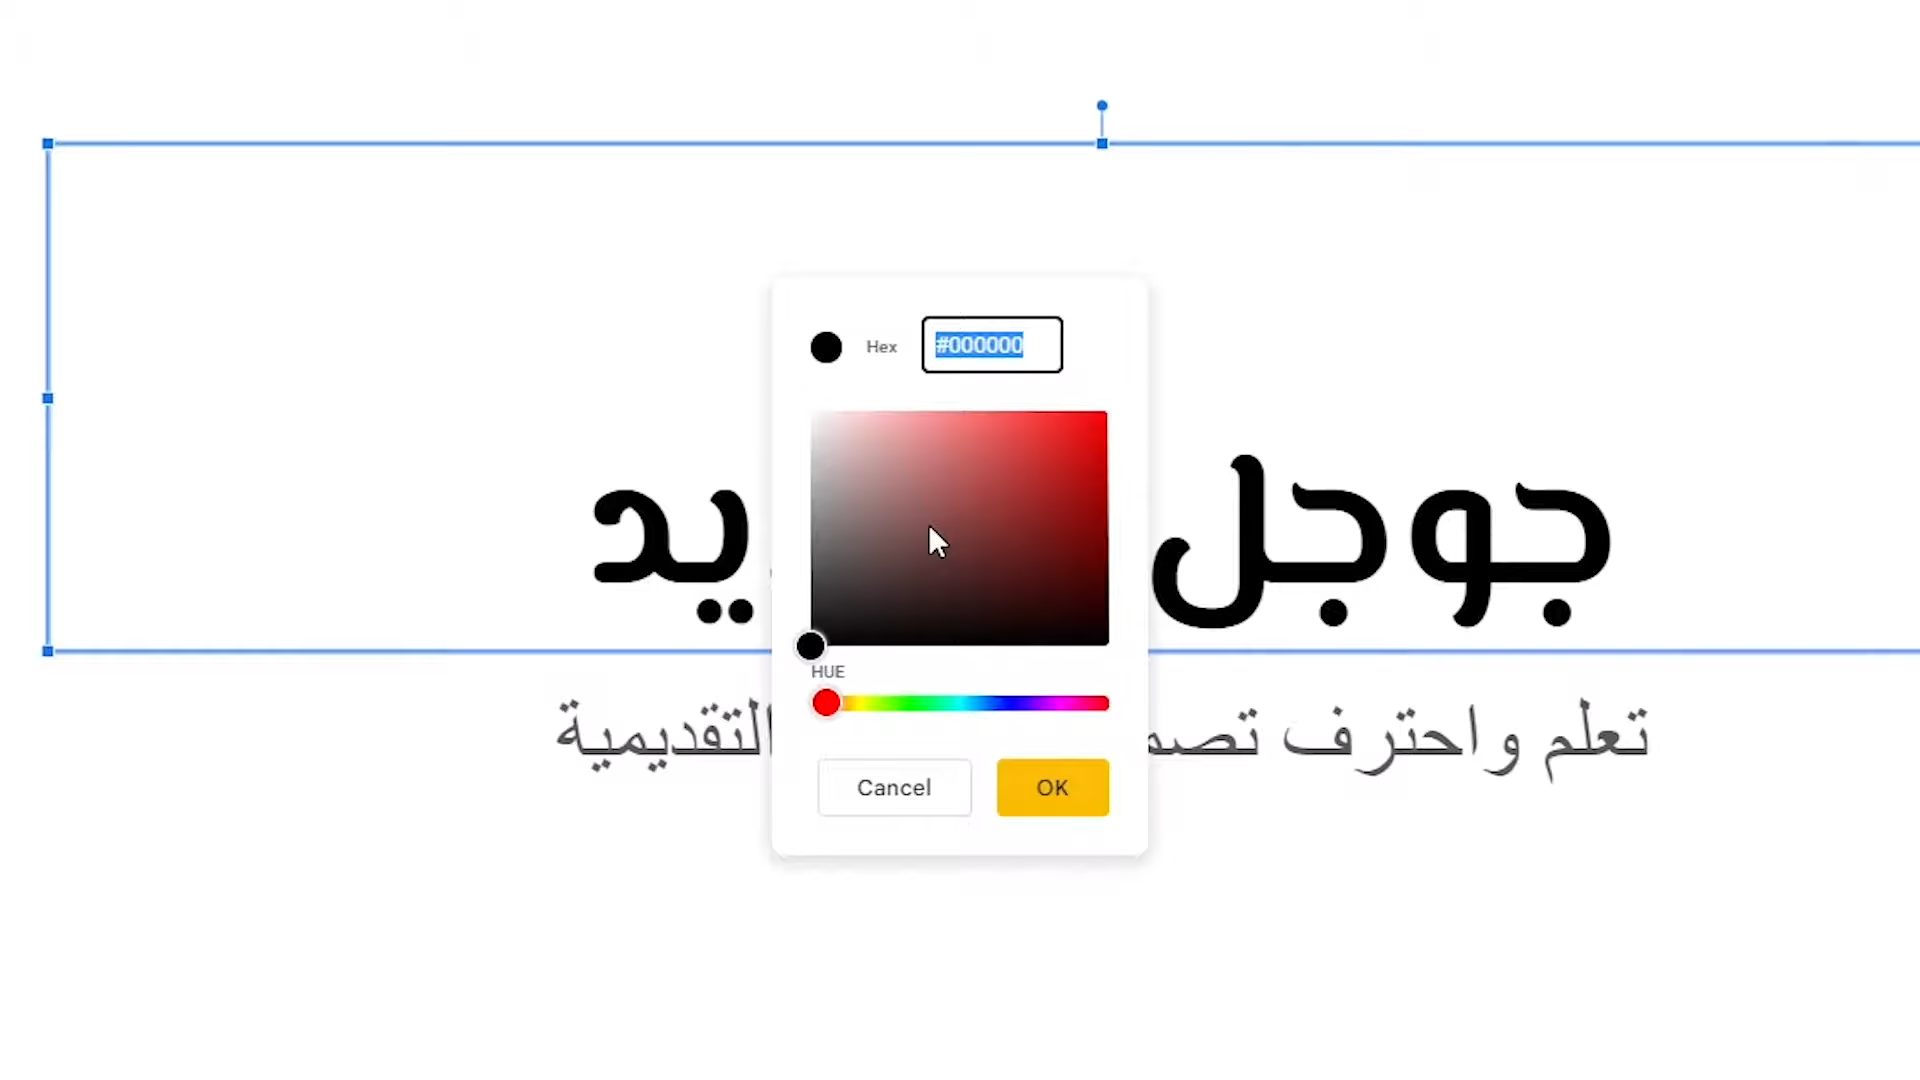 Hex #000000
جوجل يد
تعلم واحترف التقديمية
HUE
Cancel OK